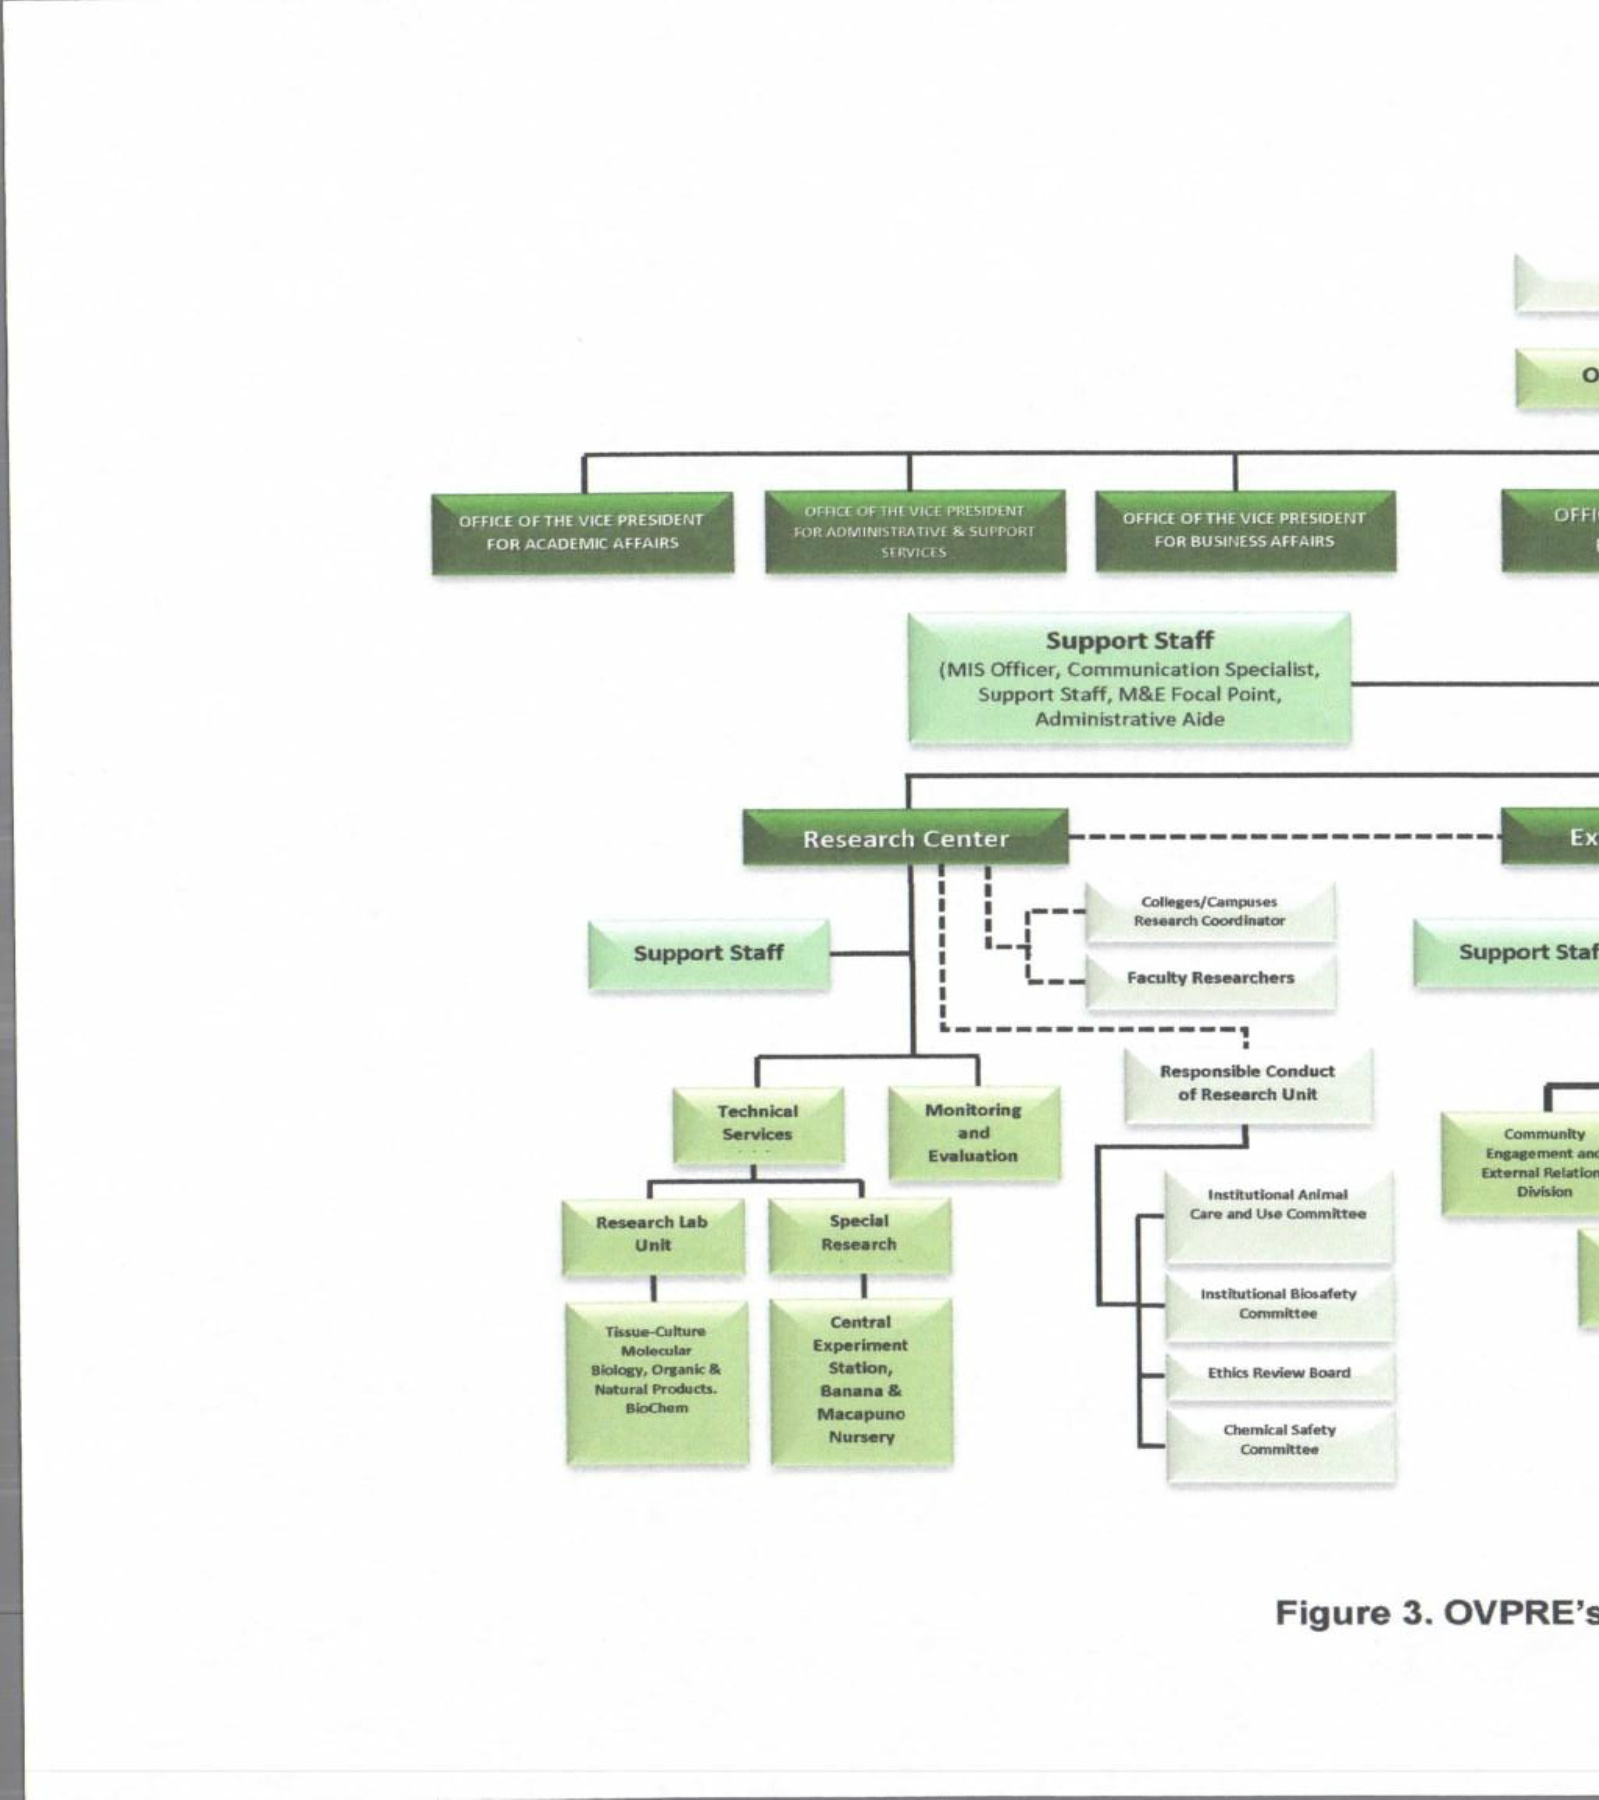 O
OFFICE OF THE VICE PRESIDENT
FOR ACADEMIC AFFAIRS
OFFICE OF THE VICE PRESIDENT
FOR ADMINISTRATIVE & SUPPORT
SERVICES
OFFICE OF THE VICE PRESIDENT
FOR BUSINESS AFFAIRS
OFFI
Support Staff
(MIS Officer, Communication Specialist,
Support Staff, M&E Focal Point,
Administrative Aide
Research Center
Ex
Colleges/Campuses
Research Coordinator
Faculty Researchers
Support Staff
Support Staf
Responsible Conduct
of Research Unit
Technical
Services
Monitoring
and
Evaluation
Community
Engagement and
External Relation
Division
Research Lab
Unit
Special
Research
Institutional Animal
Care and Use Committee
Institutional Biosafety
Committee
Ethics Review Board
Chemical Safety
Committee
Tissue-Culture
Molecular
Biology, Organic &
Natural Products.
BioChem
Central
Experiment
Station,
Banana &
Macapuno
Nursery
Figure 3. OVPRE's